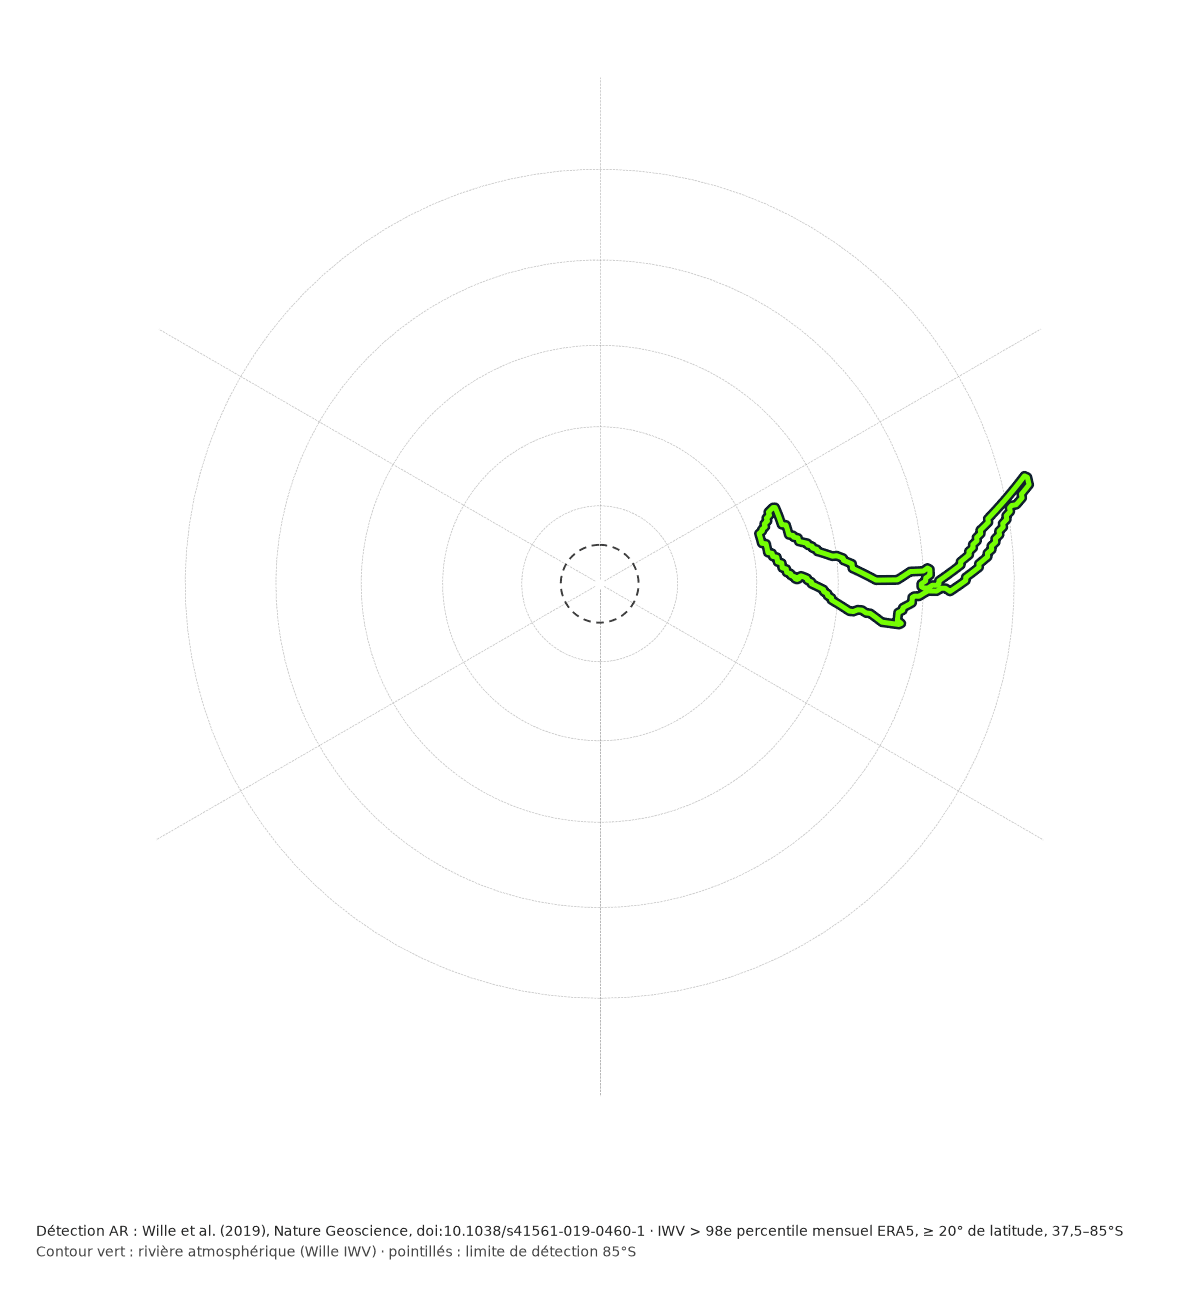 Détection AR : Wille et al. (2019), Nature Geoscience, doi:10.1038/s41561-019-0460-1 · IWV > 98e percentile mensuel ERA5, ≥ 20° de latitude, 37,5–85°S
Contour vert : rivière atmosphérique (Wille IWV) · pointillés : limite de détection 85°S